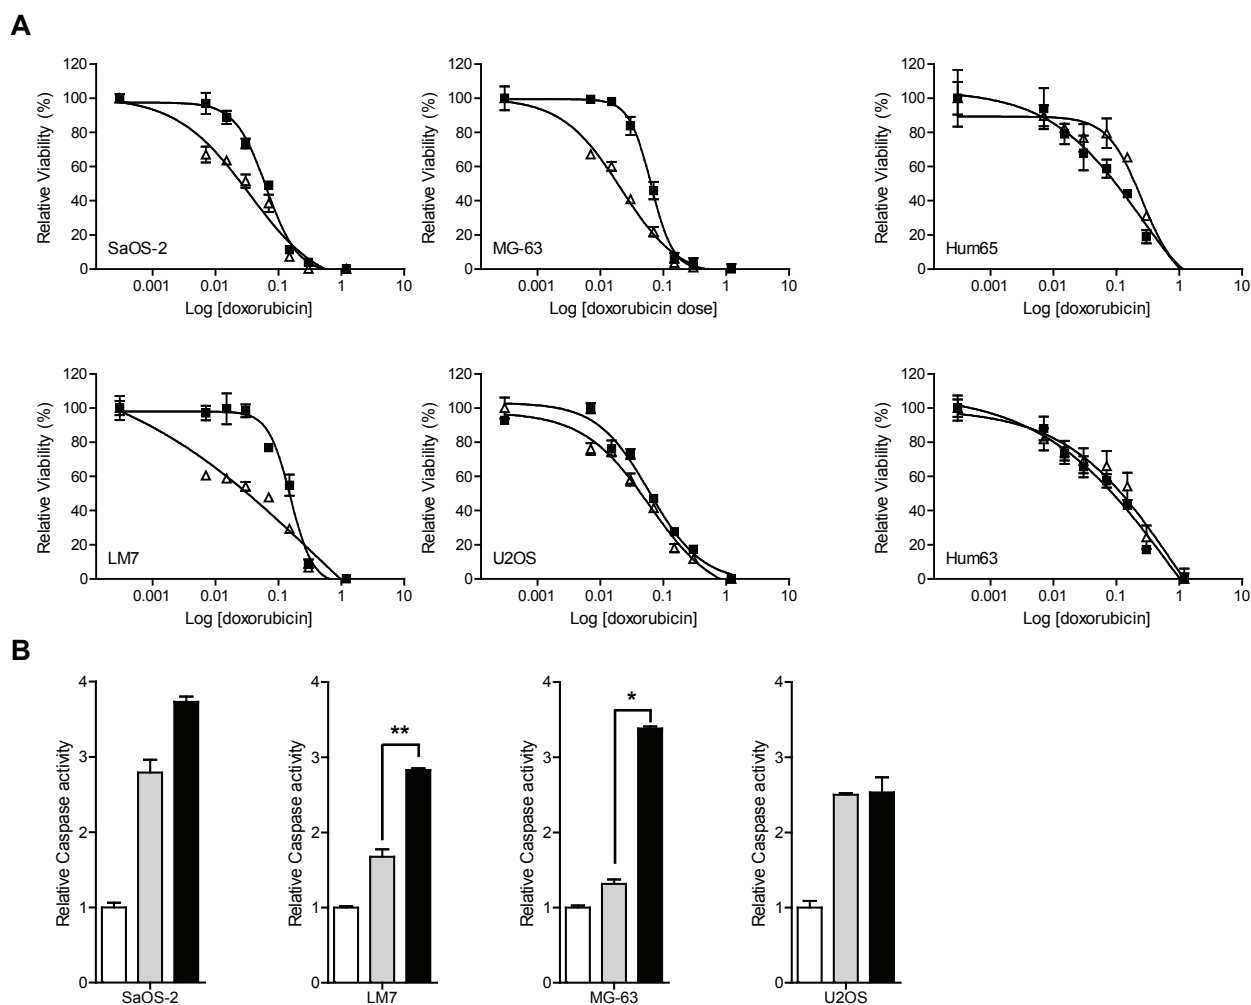 A
120
100
80
60
40
20
0
Relative Viability (%)
SaOS-2
0.001 0.01 0.1 1 10
Log [doxorubicin]
120
100
80
60
40
20
0
Relative Viability (%)
MG-63
0.001 0.01 0.1 1 10
Log [doxorubicin dose]
120
100
80
60
40
20
0
Relative Viability (%)
Hum65
0.001 0.01 0.1 1 10
Log [doxorubicin]
120
100
80
60
40
20
0
Relative Viability (%)
LM7
0.001 0.01 0.1 1 10
Log [doxorubicin]
120
100
80
60
40
20
0
Relative Viability (%)
U2OS
0.001 0.01 0.1 1 10
Log [doxorubicin]
120
100
80
60
40
20
0
Relative Viability (%)
Hum63
0.001 0.01 0.1 1 10
Log [doxorubicin]
B
4
3
2
1
0
Relative Caspase activity
SaOS-2
4
3
2
1
0
Relative Caspase activity
**
LM7
4
3
2
1
0
Relative Caspase activity
*
MG-63
4
3
2
1
0
Relative Caspase activity
U2OS